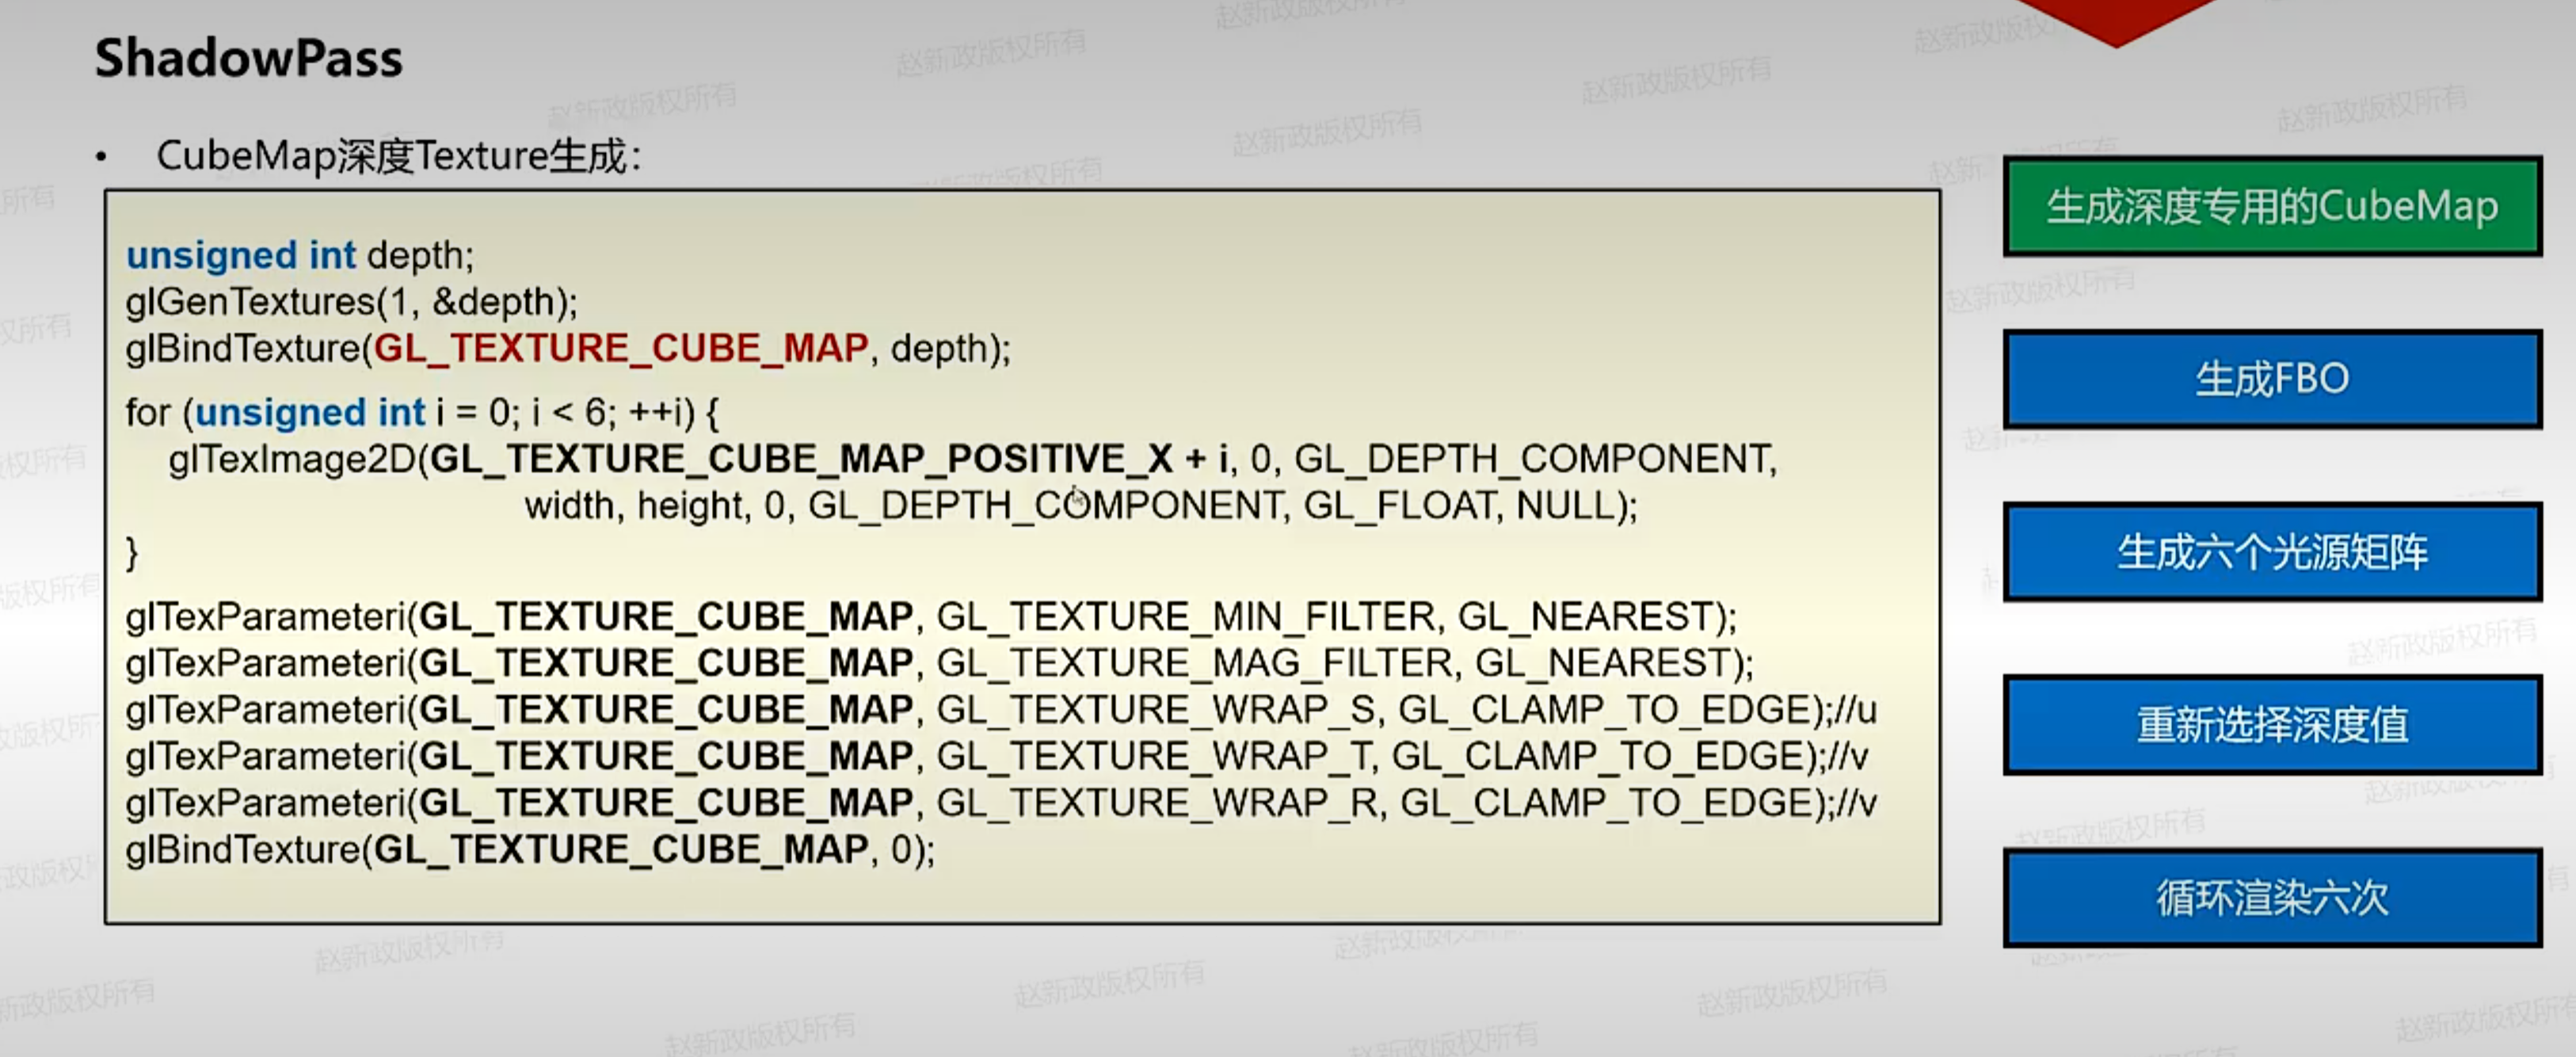 ShadowPass
• CubeMap深度Texture生成：
unsigned int depth;
glGenTextures(1, &depth);
glBindTexture(GL_TEXTURE_CUBE_MAP, depth);
for (unsigned int i = 0; i < 6; ++i) {
glTexImage2D(GL_TEXTURE_CUBE_MAP_POSITIVE_X + i, 0, GL_DEPTH_COMPONENT,
width, height, 0, GL_DEPTH_COMPONENT, GL_FLOAT, NULL);
}
glTexParameteri(GL_TEXTURE_CUBE_MAP, GL_TEXTURE_MIN_FILTER, GL_NEAREST);
glTexParameteri(GL_TEXTURE_CUBE_MAP, GL_TEXTURE_MAG_FILTER, GL_NEAREST);
glTexParameteri(GL_TEXTURE_CUBE_MAP, GL_TEXTURE_WRAP_S, GL_CLAMP_TO_EDGE);//u
glTexParameteri(GL_TEXTURE_CUBE_MAP, GL_TEXTURE_WRAP_T, GL_CLAMP_TO_EDGE);//v
glTexParameteri(GL_TEXTURE_CUBE_MAP, GL_TEXTURE_WRAP_R, GL_CLAMP_TO_EDGE);//v
glBindTexture(GL_TEXTURE_CUBE_MAP, 0);
生成深度专用的CubeMap
生成FBO
生成六个光源矩阵
重新选择深度值
循环渲染六次
赵新政版权所有